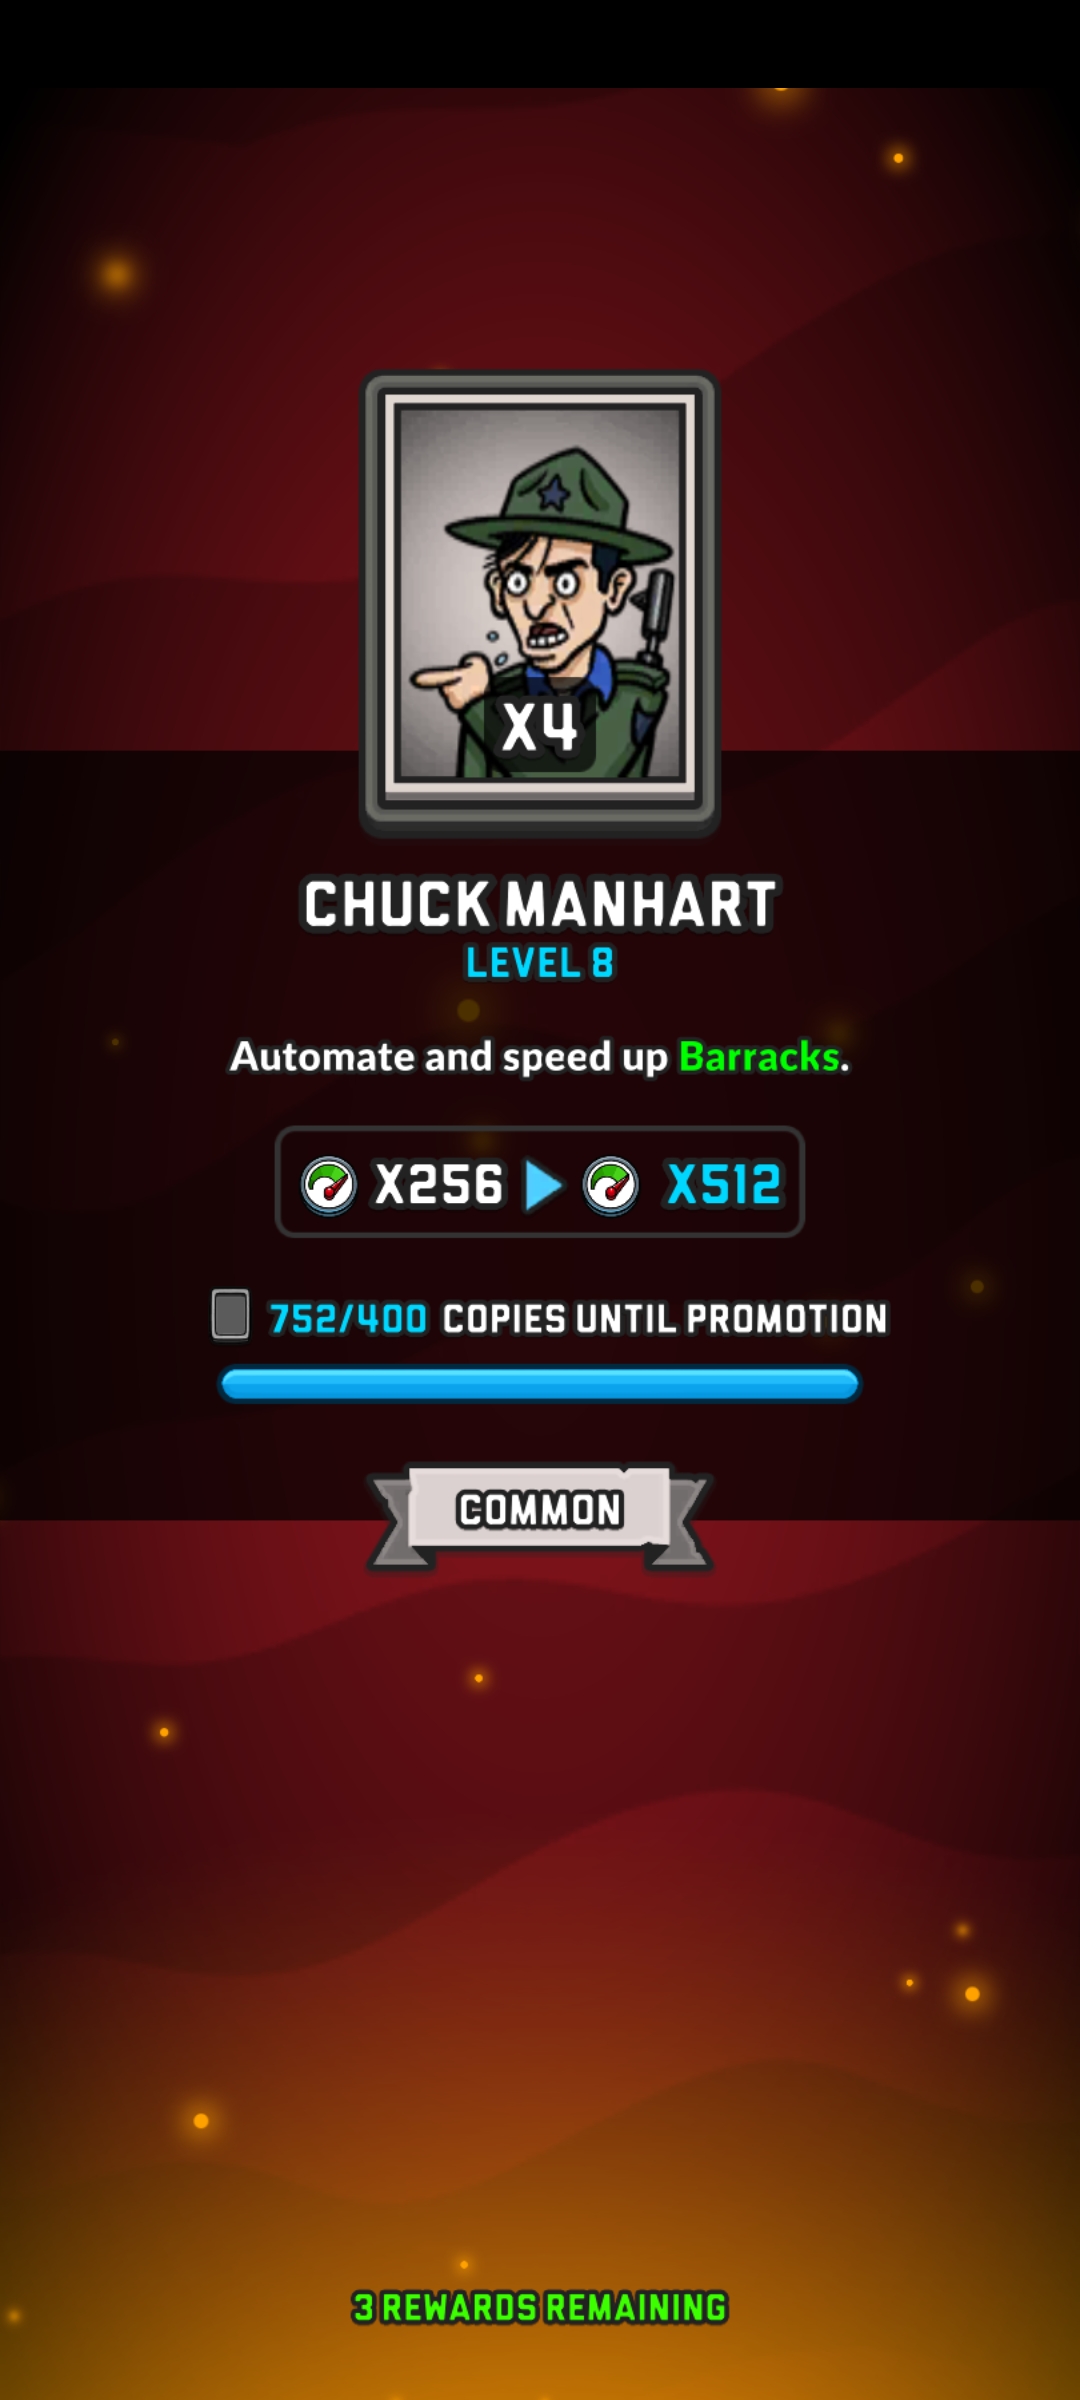 X4
CHUCK MANHART
LEVEL 8
Automate and speed up Barracks.
X256 X512
752/400 COPIES UNTIL PROMOTION
COMMON
3 REWARDS REMAINING